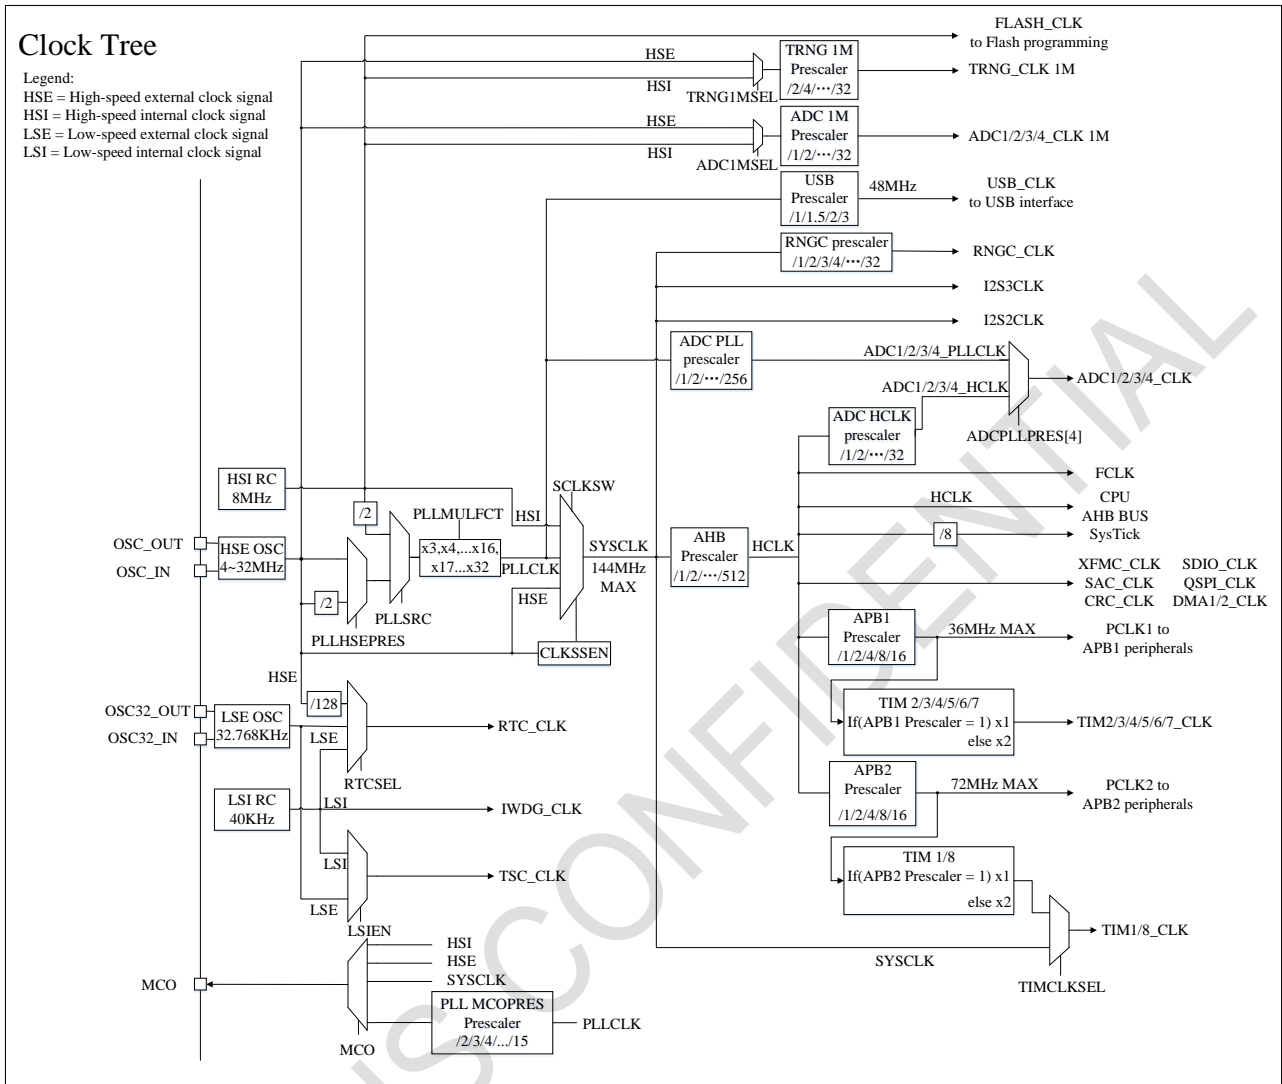 Clock Tree
Legend:
HSE = High-speed external clock signal
HSI = High-speed internal clock signal
LSE = Low-speed external clock signal
LSI = Low-speed internal clock signal
FLASH_CLK
to Flash programming
HSE
HSI
TRNG1MSEL
TRNG 1M
Prescaler
/2/4/···/32
TRNG_CLK 1M
HSE
HSI
ADC1MSEL
ADC 1M
Prescaler
/1/2/···/32
ADC1/2/3/4_CLK 1M
USB
Prescaler
/1/1.5/2/3
48MHz
USB_CLK
to USB interface
RNGC prescaler
/1/2/3/4/···/32
RNGC_CLK
I2S3CLK
I2S2CLK
ADC PLL
prescaler
/1/2/···/256
ADC1/2/3/4_PLLCLK
ADC1/2/3/4_HCLK
ADC1/2/3/4_CLK
ADCPLLPRES[4]
ADC HCLK
prescaler
/1/2/···/32
HSI RC
8MHz
/2
PLLMULFCT
x3,x4,...x16,
x17...x32
SCLKSW
HSI
PLLCLK
HSE
SYSCLK
144MHz
MAX
AHB
Prescaler
/1/2/···/512
HCLK
FCLK
HCLK
CPU
AHB BUS
/8
SysTick
XFMC_CLK SDIO_CLK
SAC_CLK QSPI_CLK
CRC_CLK DMA1/2_CLK
OSC_OUT
OSC_IN
HSE OSC
4~32MHz
/2
PLLSRC
PLLHSEPRES
CLKSSEN
APB1
Prescaler
/1/2/4/8/16
36MHz MAX
PCLK1 to
APB1 peripherals
HSE
/128
OSC32_OUT
OSC32_IN
LSE OSC
32.768KHz
LSE
RTC_CLK
RTCSEL
TIM 2/3/4/5/6/7
If(APB1 Prescaler = 1) x1
else x2
TIM2/3/4/5/6/7_CLK
LSI RC
40KHz
LSI
IWDG_CLK
APB2
Prescaler
/1/2/4/8/16
72MHz MAX
PCLK2 to
APB2 peripherals
LSI
LSE
TSC_CLK
LSIEN
TIM 1/8
If(APB2 Prescaler = 1) x1
else x2
TIM1/8_CLK
SYSCLK
TIMCLKSEL
HSI
HSE
SYSCLK
MCO
PLL MCOPRES
Prescaler
/2/3/4/.../15
PLLCLK
MCO
CONFIDENTIAL